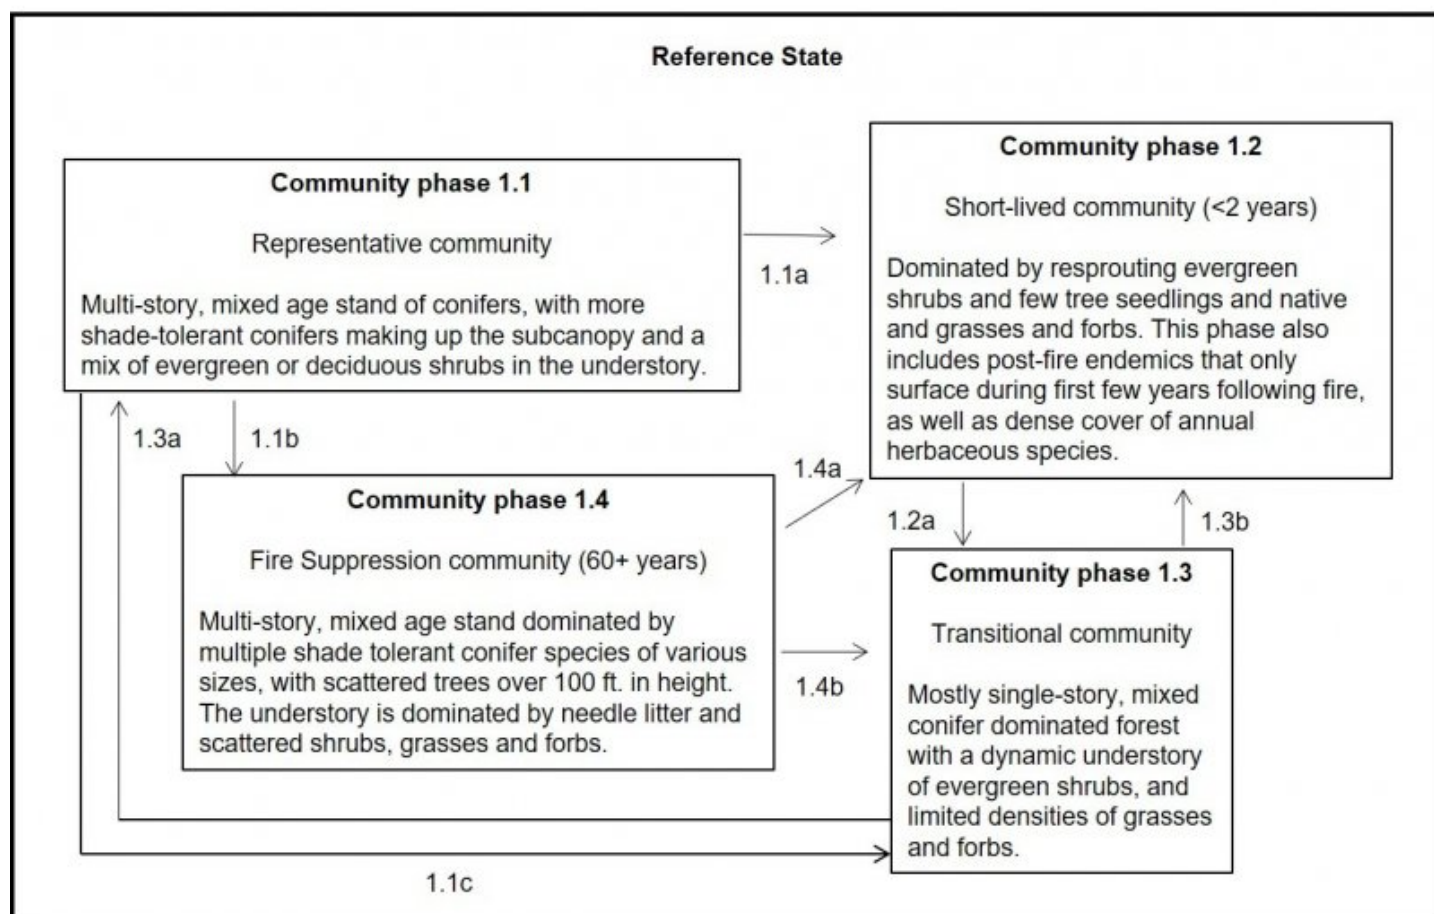 Reference State
Community phase 1.1
Representative community
Multi-story, mixed age stand of conifers, with more
shade-tolerant conifers making up the subcanopy and a
mix of evergreen or deciduous shrubs in the understory.
1.1a
Community phase 1.2
Short-lived community (<2 years)
Dominated by resprouting evergreen
shrubs and few tree seedlings and native
and grasses and forbs. This phase also
includes post-fire endemics that only
surface during first few years following fire,
as well as dense cover of annual
herbaceous species.
1.3a
1.1b
1.4a
1.2a
1.3b
Community phase 1.4
Fire Suppression community (60+ years)
Multi-story, mixed age stand dominated by
multiple shade tolerant conifer species of various
sizes, with scattered trees over 100 ft. in height.
The understory is dominated by needle litter and
scattered shrubs, grasses and forbs.
1.4b
Community phase 1.3
Transitional community
Mostly single-story, mixed
conifer dominated forest
with a dynamic understory
of evergreen shrubs, and
limited densities of grasses
and forbs.
1.1c